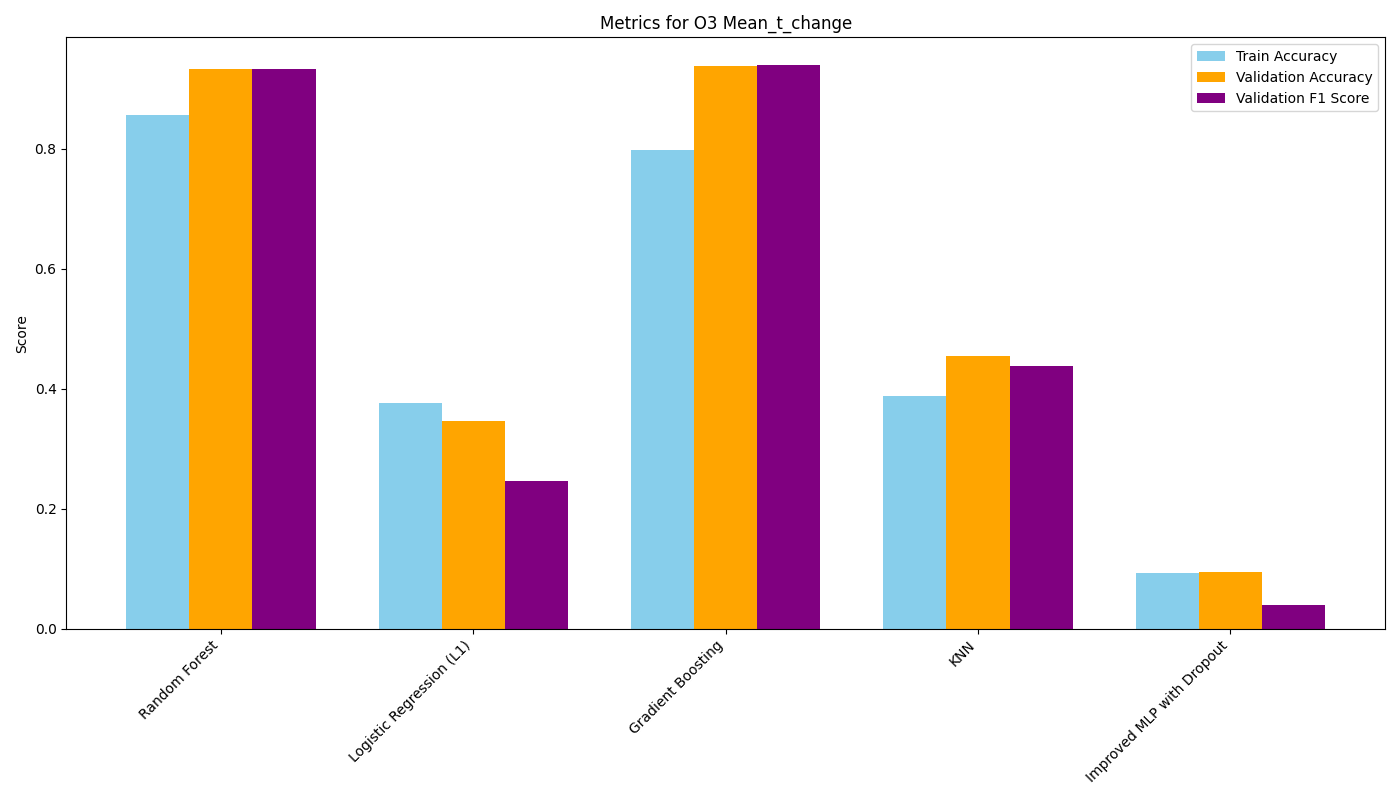 Metrics for O3 Mean_t_change
Train Accuracy
Validation Accuracy
Validation F1 Score
Score
0.8
0.6
0.4
0.2
0.0
Random Forest
Logistic Regression (L1)
Gradient Boosting
KNN
Improved MLP with Dropout